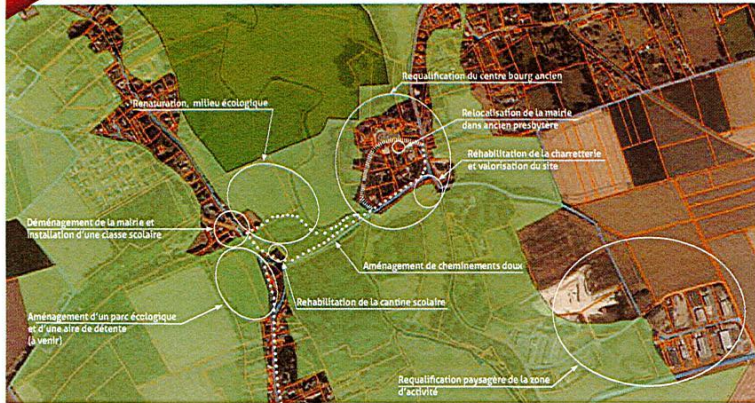 Requalification du centre bourg ancien
Renaturation, milieu écologique
Relocalisation de la mairie
dans ancien presbytère
Réhabilitation de la charretterie
et valorisation du site
Déménagement de la mairie et
installation d'une classe scolaire
Aménagement de cheminements doux
Rehabilitation de la cantine scolaire
Aménagement d'un parc écologique
et d'une aire de détente
(à venir)
Requalification paysagère de la zone
d'activité